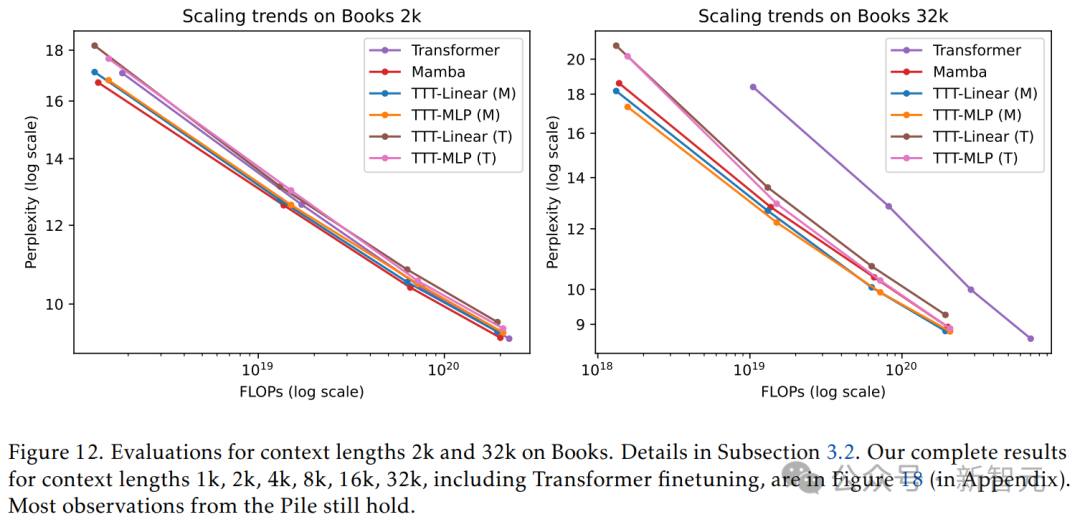 Scaling trends on Books 2k
Perplexity (log scale)
18
16
14
12
10
10^19
10^20
FLOPs (log scale)
Transformer
Mamba
TTT-Linear (M)
TTT-MLP (M)
TTT-Linear (T)
TTT-MLP (T)
Scaling trends on Books 32k
Perplexity (log scale)
20
18
16
14
12
10
9
10^18
10^19
10^20
FLOPs (log scale)
Transformer
Mamba
TTT-Linear (M)
TTT-MLP (M)
TTT-Linear (T)
TTT-MLP (T)
Figure 12. Evaluations for context lengths 2k and 32k on Books. Details in Subsection 3.2. Our complete results
for context lengths 1k, 2k, 4k, 8k, 16k, 32k, including Transformer finetuning, are in Figure 18 (in Appendix).
Most observations from the Pile still hold.
公众号 · 新智元